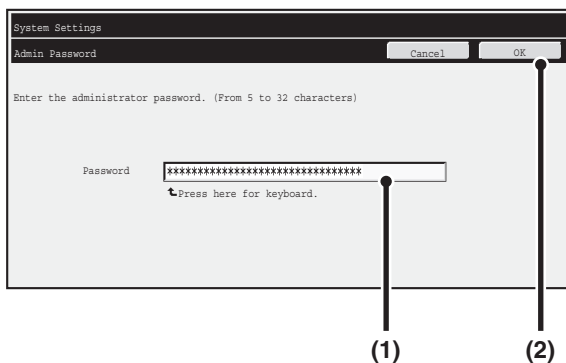 System Settings
Admin Password
Cancel
OK
Enter the administrator password. (From 5 to 32 characters)
Password
********************************
Press here for keyboard.
(1)
(2)